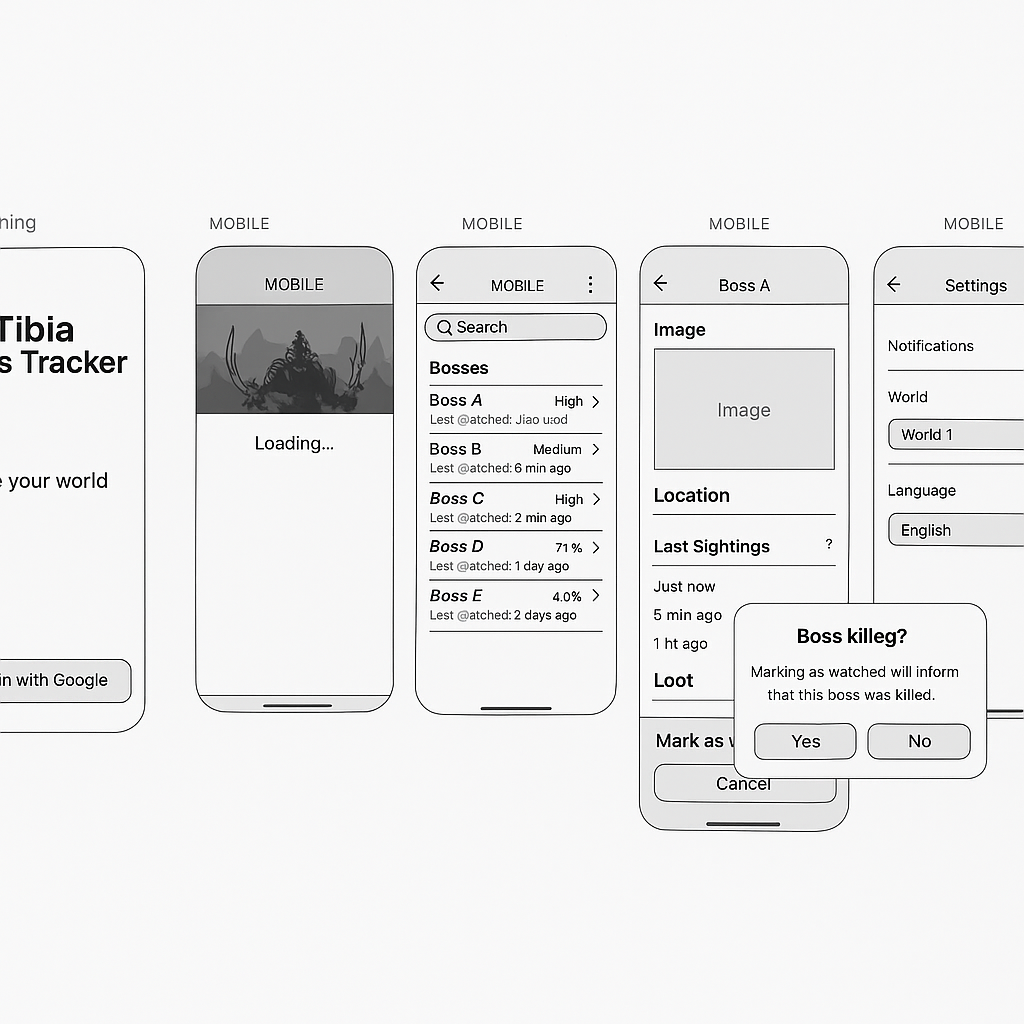 ning
Tibia
s Tracker
e your world
in with Google
MOBILE
MOBILE
Loading...
MOBILE
MOBILE
Search
Bosses
Boss A
High
Lest @atched: Jiao u:od
Boss B
Medium
Lest @atched: 6 min ago
Boss C
High
Lest @atched: 2 min ago
Boss D
71 %
Lest @atched: 1 day ago
Boss E
4.0%
Lest @atched: 2 days ago
MOBILE
Boss A
Image
Image
Location
Last Sightings
?
Just now
5 min ago
1 ht ago
Loot
Mark as w
Cancel
MOBILE
Settings
Notifications
World
World 1
Language
English
Boss killeg?
Marking as watched will inform
that this boss was killed.
Yes
No